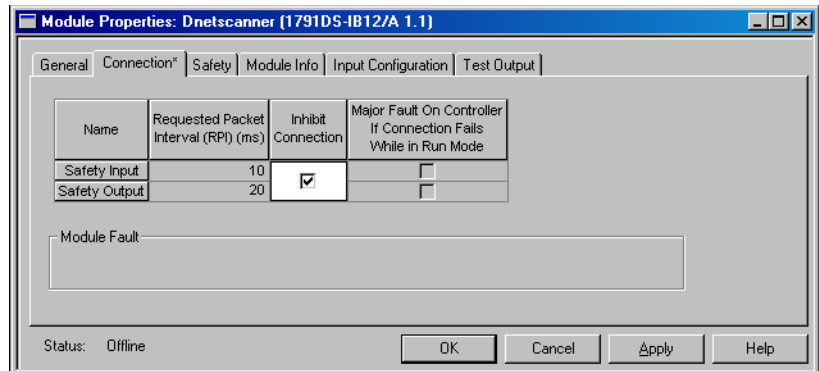 Module Properties: Dnetscanner (1791DS-IB12/A 1.1)
General Connection* Safety Module Info Input Configuration Test Output
Name Requested Packet Interval (RPI) (ms) Inhibit Connection Major Fault On Controller If Connection Fails While in Run Mode
Safety Input 10
Safety Output 20
Module Fault
Status: Offline OK Cancel Apply Help